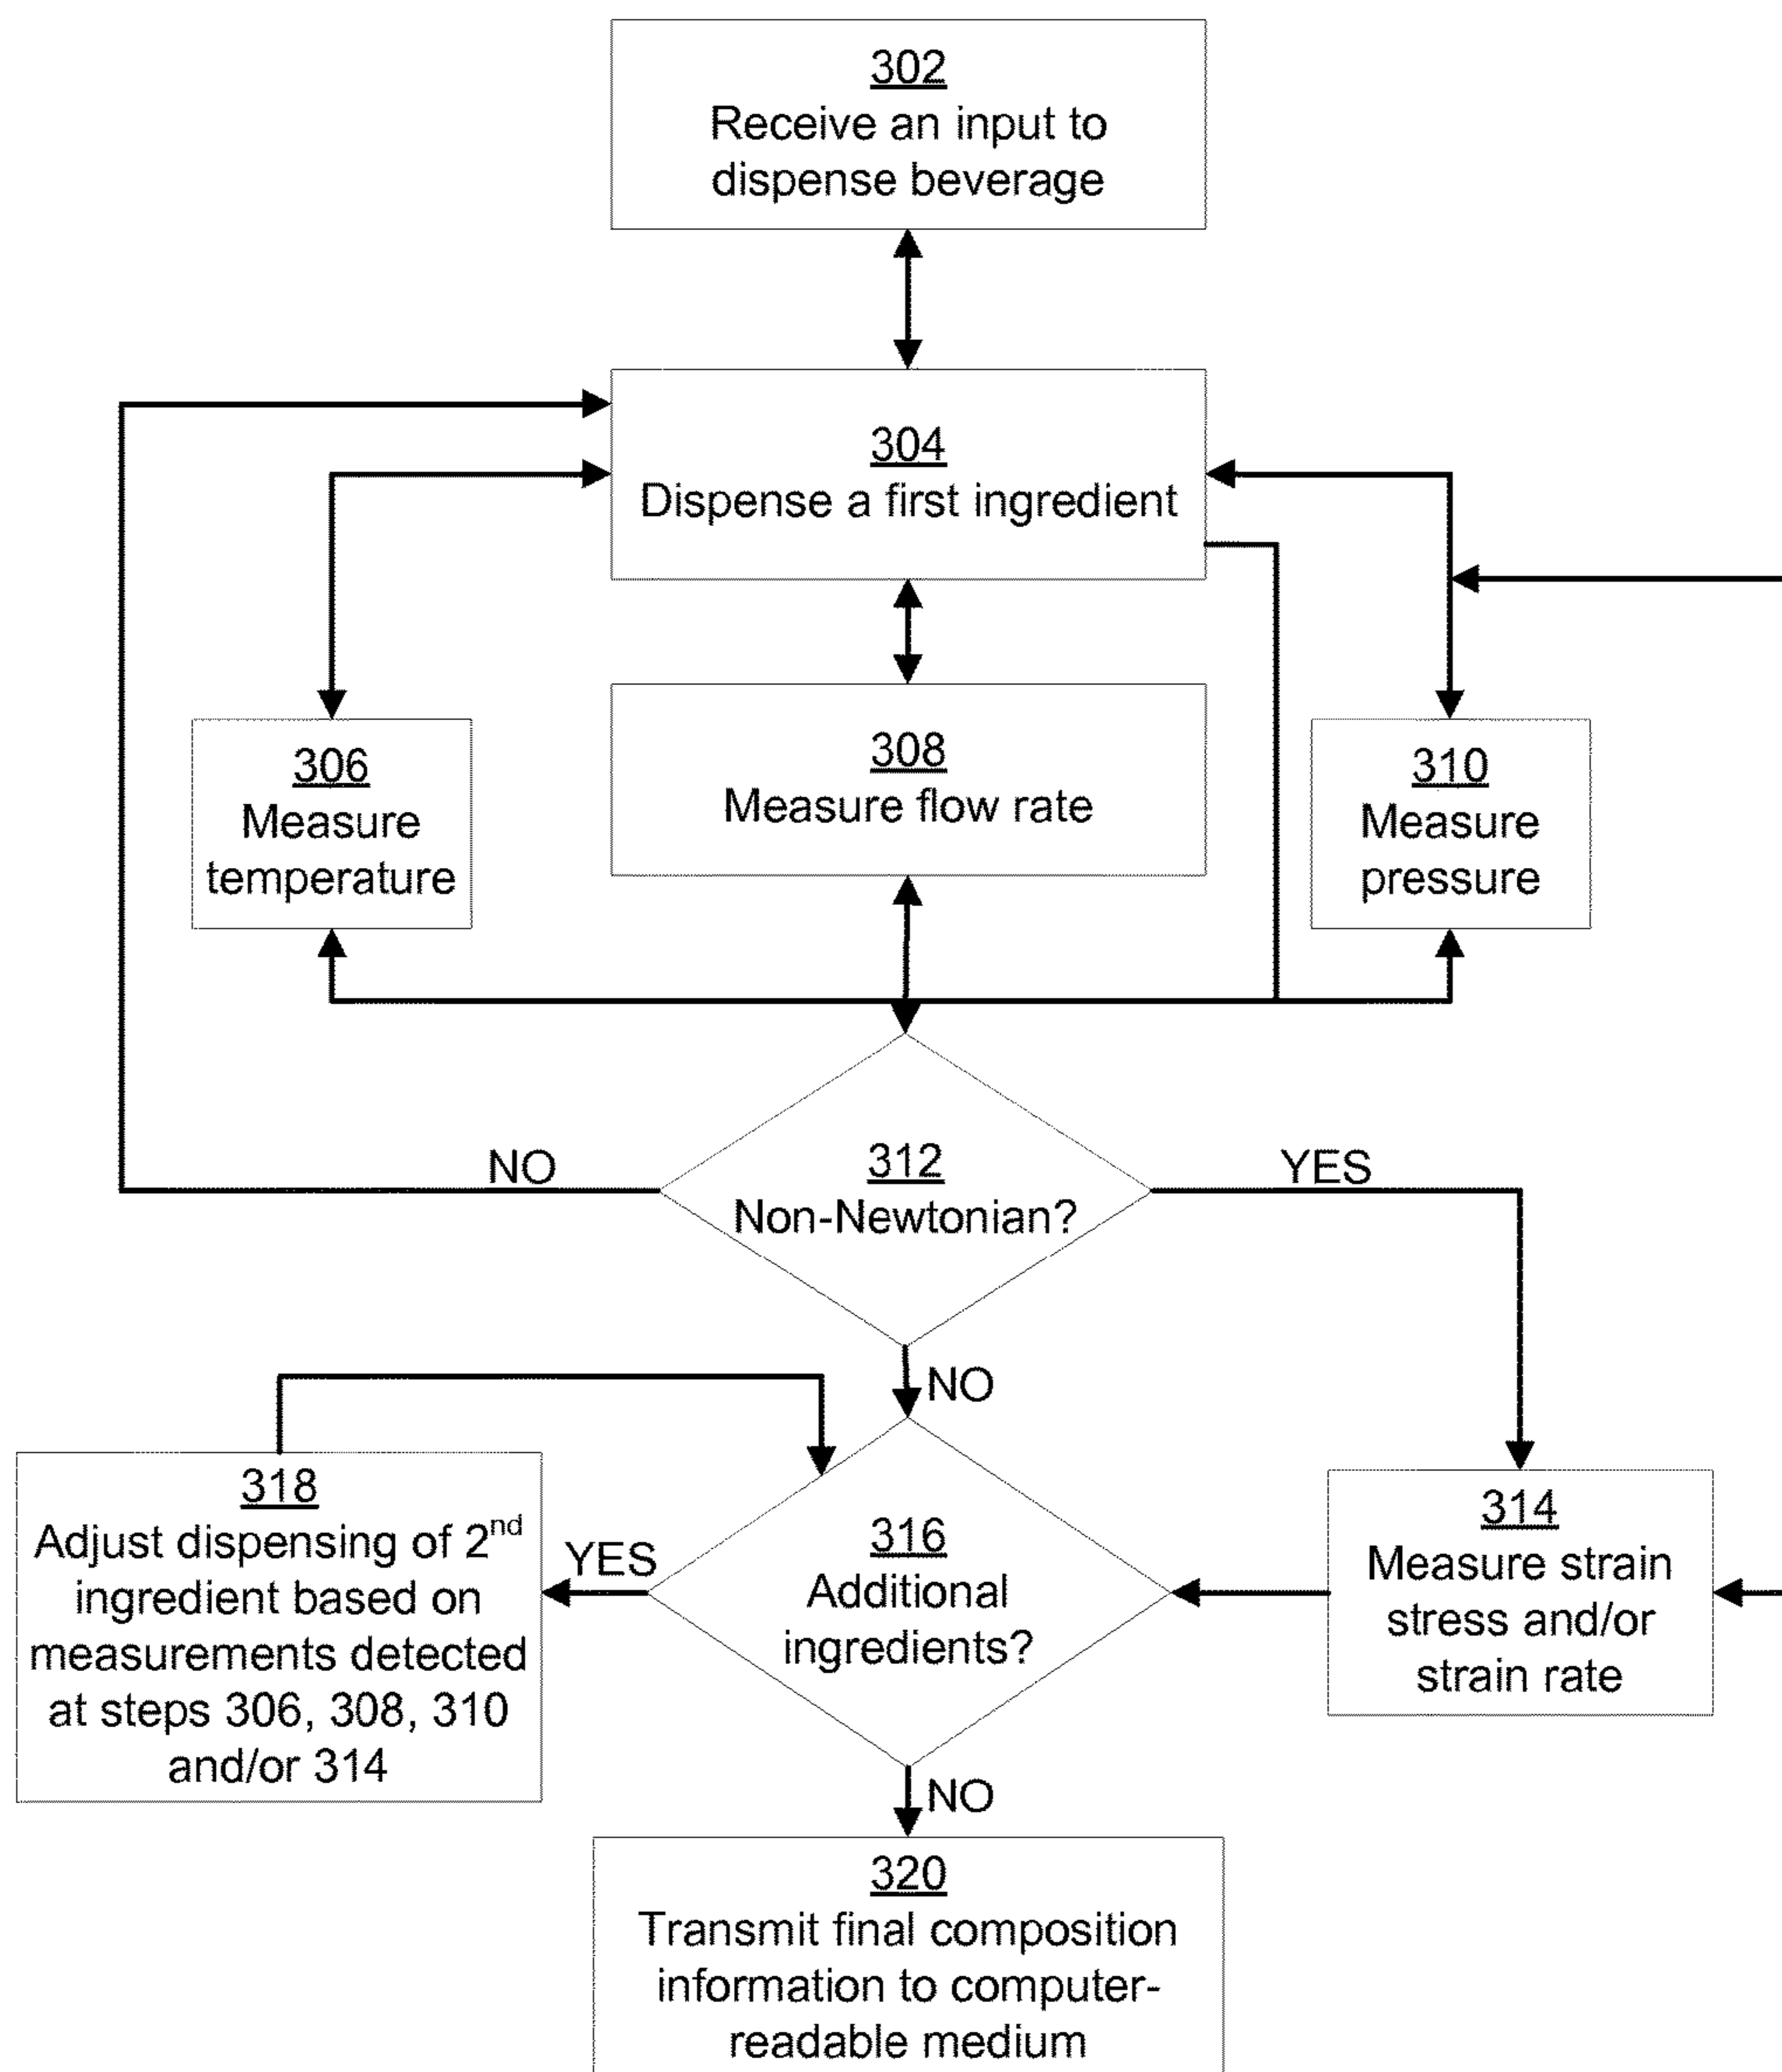 302
Receive an input to
dispense beverage
304
Dispense a first ingredient
306
Measure
temperature
308
Measure flow rate
310
Measure
pressure
312
Non-Newtonian?
NO
YES
NO
314
Measure strain
stress and/or
strain rate
316
Additional
ingredients?
YES
318
Adjust dispensing of 2nd
ingredient based on
measurements detected
at steps 306, 308, 310
and/or 314
NO
320
Transmit final composition
information to computer-
readable medium